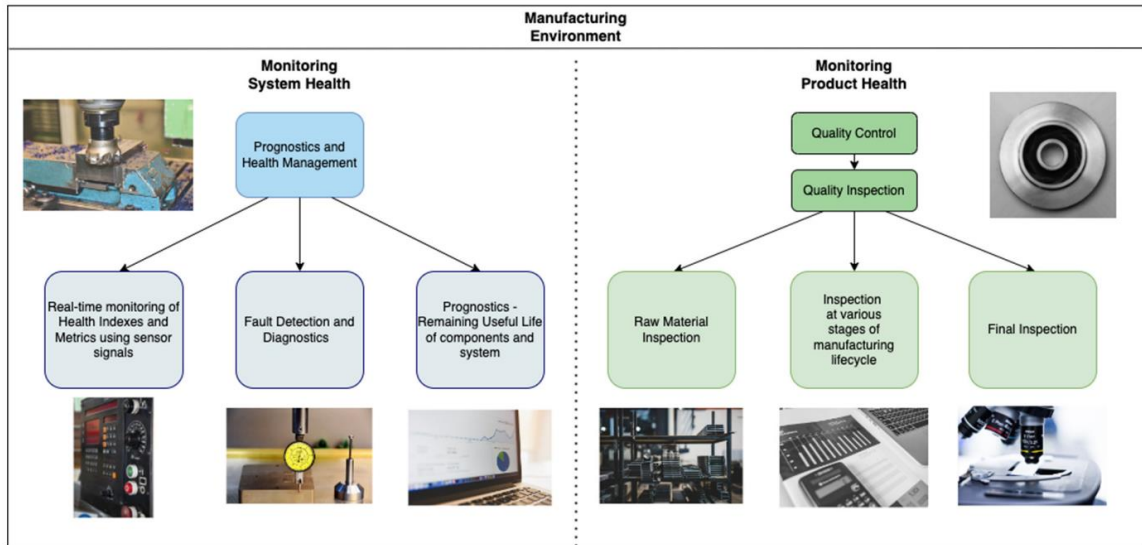 Manufacturing
Environment
Monitoring
System Health
Prognostics and
Health Management
Real-time monitoring of
Health Indexes and
Metrics using sensor
signals
Fault Detection and
Diagnostics
Prognostics -
Remaining Useful Life
of components and
system
Monitoring
Product Health
Quality Control
Quality Inspection
Raw Material
Inspection
Inspection
at various
stages of
manufacturing
lifecycle
Final Inspection